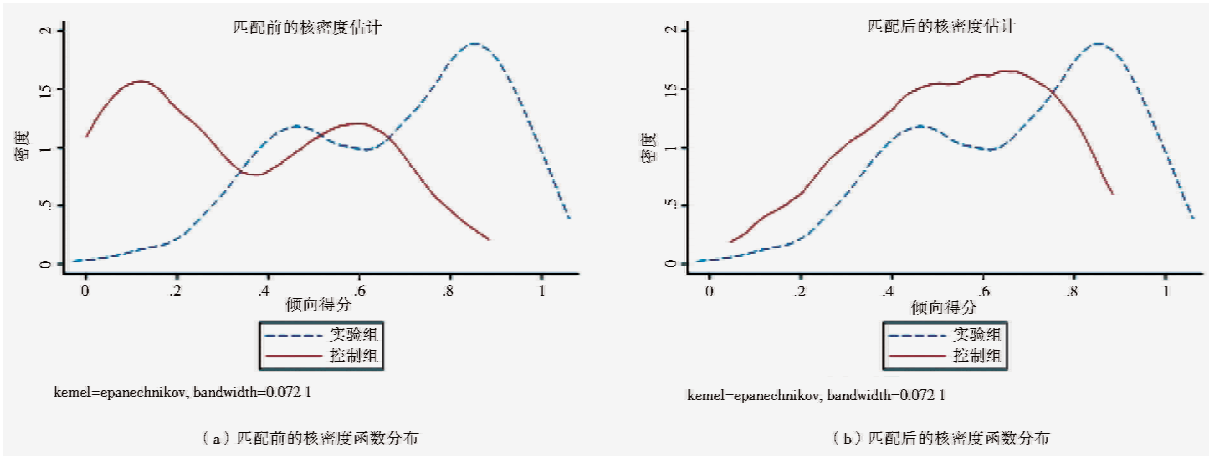 匹配前的核密度估计
2
1.5
1
.5
0
密度
0 .2 .4 .6 .8 1
倾向得分
实验组
控制组
kemel=epanechnikov, bandwidth=0.072 1
（a）匹配前的核密度函数分布
匹配后的核密度估计
2
1.5
1
.5
0
密度
0 .2 .4 .6 .8 1
倾向得分
实验组
控制组
kemel=epanechnikov, bandwidth=0.072 1
（b）匹配后的核密度函数分布